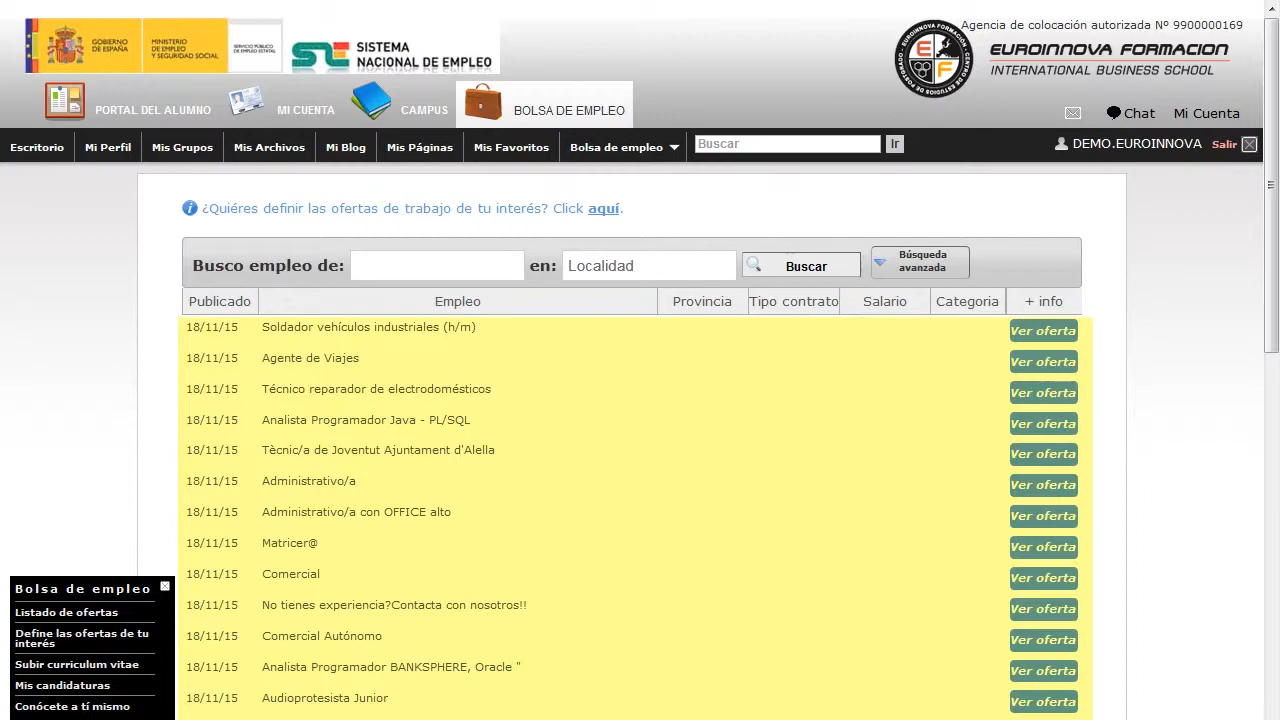 GOBIERNO DE ESPAÑA
MINISTERIO DE EMPLEO Y SEGURIDAD SOCIAL
SERVICIO PÚBLICO DE EMPLEO ESTATAL
SISTEMA NACIONAL DE EMPLEO
Agencia de colocación autorizada Nº 9900000169
EUROINNOVA FORMACION
INTERNATIONAL BUSINESS SCHOOL
PORTAL DEL ALUMNO MI CUENTA CAMPUS BOLSA DE EMPLEO
Chat Mi Cuenta
Escritorio Mi Perfil Mis Grupos Mis Archivos Mi Blog Mis Páginas Mis Favoritos Bolsa de empleo Buscar Ir DEMO.EUROINNOVA Salir
¿Quiéres definir las ofertas de trabajo de tu interés? Click aquí.
Busco empleo de: en: Localidad Buscar Búsqueda avanzada
Publicado Empleo Provincia Tipo contrato Salario Categoria + info
18/11/15 Soldador vehículos industriales (h/m) Ver oferta
18/11/15 Agente de Viajes Ver oferta
18/11/15 Técnico reparador de electrodomésticos Ver oferta
18/11/15 Analista Programador Java - PL/SQL Ver oferta
18/11/15 Tècnic/a de Joventut Ajuntament d'Alella Ver oferta
18/11/15 Administrativo/a Ver oferta
18/11/15 Administrativo/a con OFFICE alto Ver oferta
18/11/15 Matricer@ Ver oferta
18/11/15 Comercial Ver oferta
18/11/15 No tienes experiencia?Contacta con nosotros!! Ver oferta
18/11/15 Comercial Autónomo Ver oferta
18/11/15 Analista Programador BANKSPHERE, Oracle " Ver oferta
18/11/15 Audioprotesista Junior Ver oferta
Bolsa de empleo
Listado de ofertas
Define las ofertas de tu interés
Subir curriculum vitae
Mis candidaturas
Conócete a tí mismo